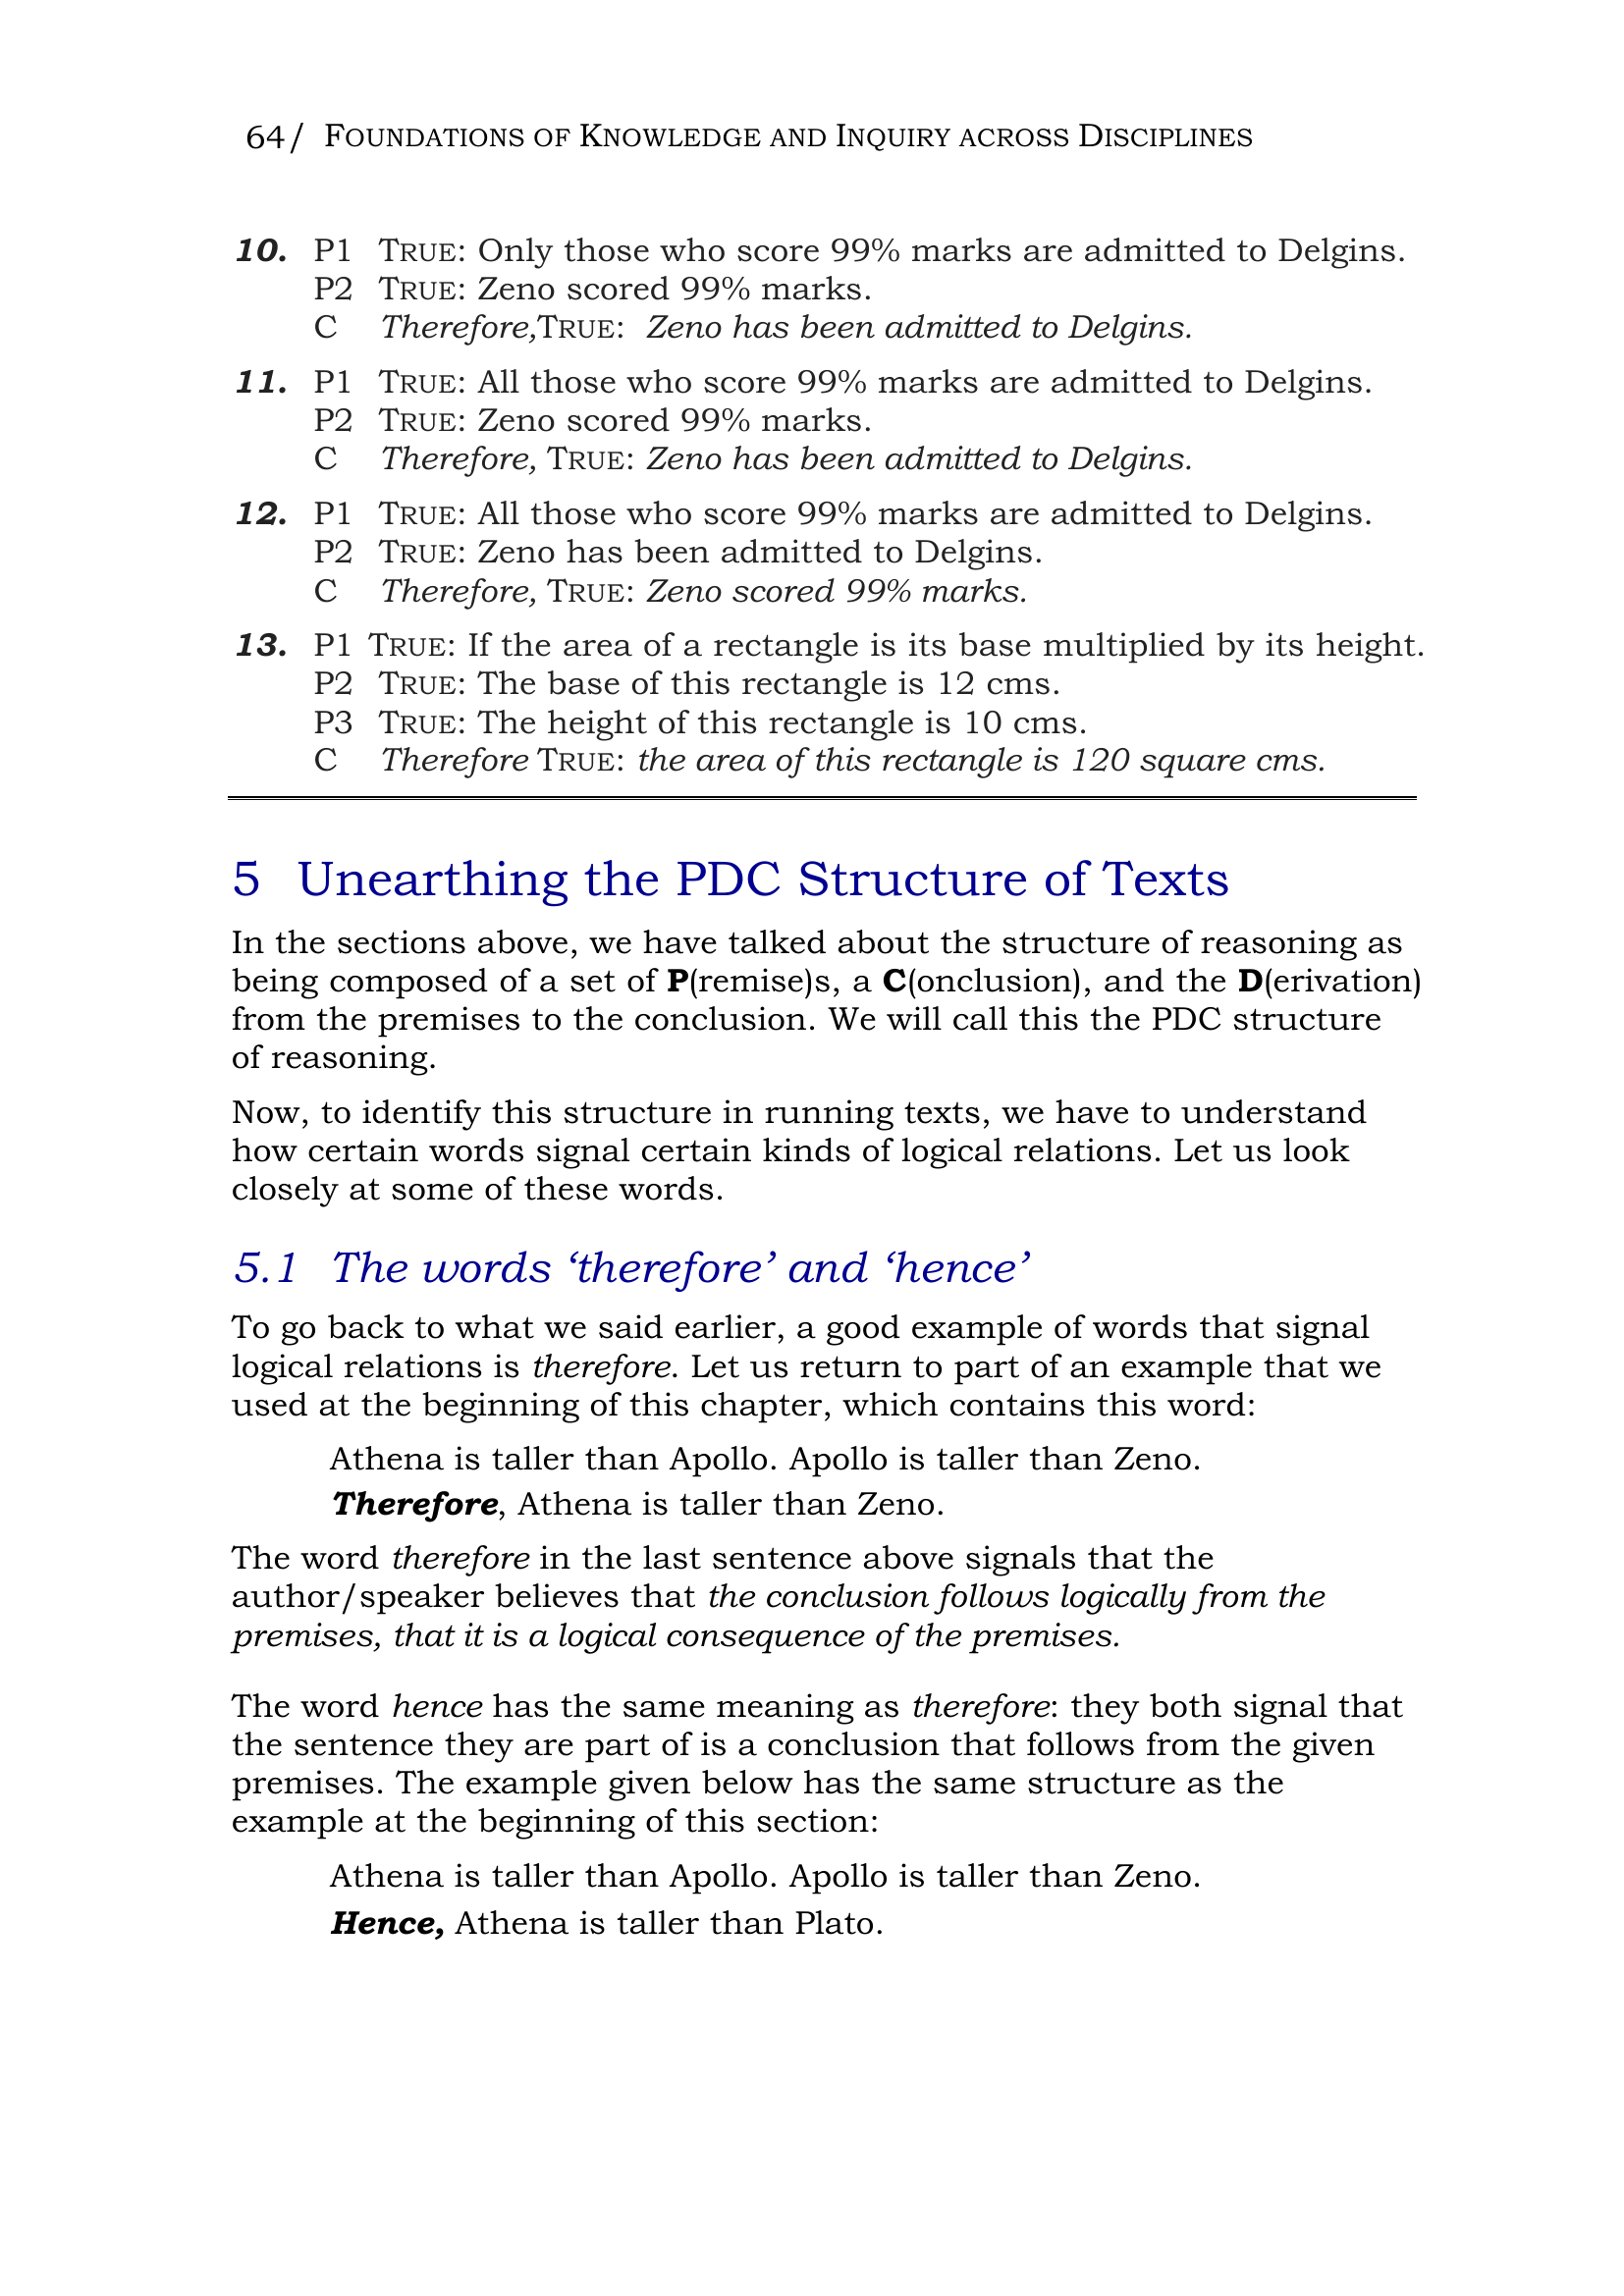 64/ FOUNDATIONS OF KNOWLEDGE AND INQUIRY ACROSS DISCIPLINES
10. P1 TRUE: Only those who score 99% marks are admitted to Delgins.
P2 TRUE: Zeno scored 99% marks.
C Therefore,TRUE: Zeno has been admitted to Delgins.
11. P1 TRUE: All those who score 99% marks are admitted to Delgins.
P2 TRUE: Zeno scored 99% marks.
C Therefore, TRUE: Zeno has been admitted to Delgins.
12. P1 TRUE: All those who score 99% marks are admitted to Delgins.
P2 TRUE: Zeno has been admitted to Delgins.
C Therefore, TRUE: Zeno scored 99% marks.
13. P1 TRUE: If the area of a rectangle is its base multiplied by its height.
P2 TRUE: The base of this rectangle is 12 cms.
P3 TRUE: The height of this rectangle is 10 cms.
C Therefore TRUE: the area of this rectangle is 120 square cms.
5 Unearthing the PDC Structure of Texts
In the sections above, we have talked about the structure of reasoning as
being composed of a set of P(remise)s, a C(onclusion), and the D(erivation)
from the premises to the conclusion. We will call this the PDC structure
of reasoning.
Now, to identify this structure in running texts, we have to understand
how certain words signal certain kinds of logical relations. Let us look
closely at some of these words.
5.1 The words ‘therefore’ and ‘hence’
To go back to what we said earlier, a good example of words that signal
logical relations is therefore. Let us return to part of an example that we
used at the beginning of this chapter, which contains this word:
Athena is taller than Apollo. Apollo is taller than Zeno.
Therefore, Athena is taller than Zeno.
The word therefore in the last sentence above signals that the
author/speaker believes that the conclusion follows logically from the
premises, that it is a logical consequence of the premises.
The word hence has the same meaning as therefore: they both signal that
the sentence they are part of is a conclusion that follows from the given
premises. The example given below has the same structure as the
example at the beginning of this section:
Athena is taller than Apollo. Apollo is taller than Zeno.
Hence, Athena is taller than Plato.